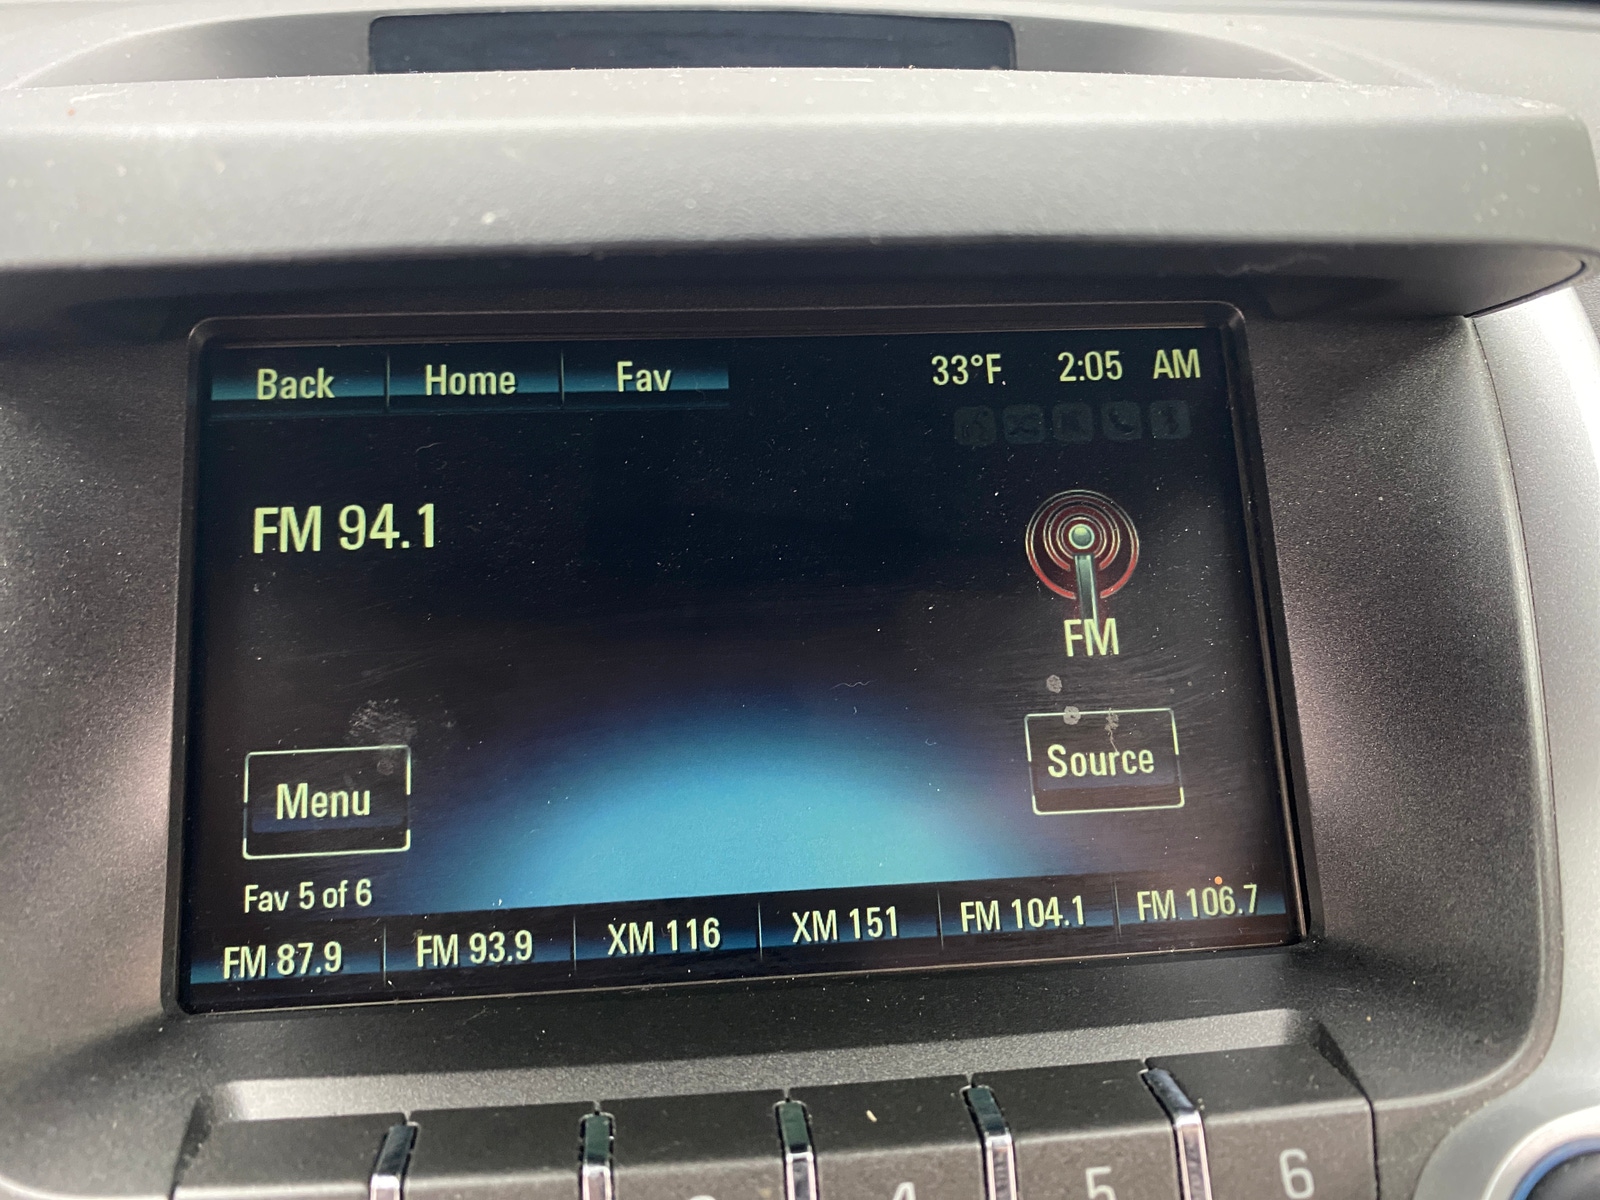 Back Home Fav 33°F. 2:05 AM
FM 94.1
FM
Source
Menu
Fav 5 of 6
FM 87.9 FM 93.9 XM 116 XM 151 FM 104.1 FM 106.7
4 5 6